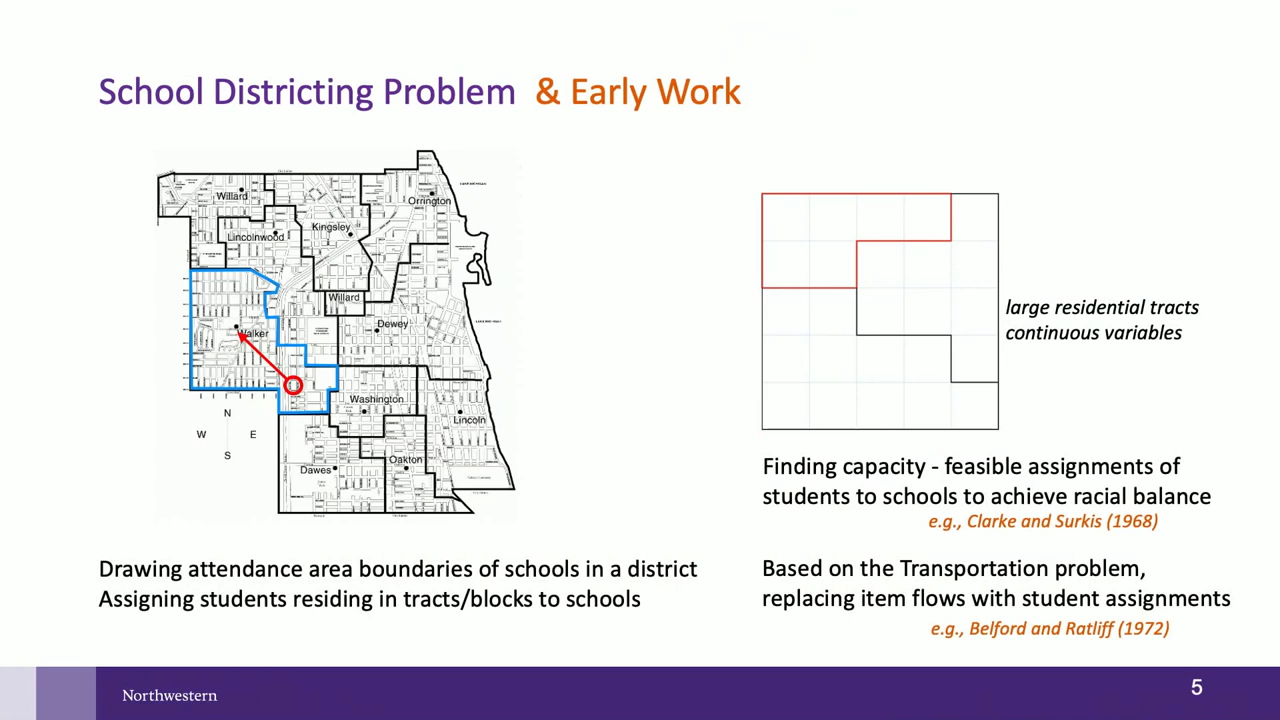 School Districting Problem & Early Work
Willard
Orrington
Lincolnwood
Kingsley
Willard
Dewey
Walker
Washington
Lincoln
Oakton
Dawes
N
W E
S
large residential tracts
continuous variables
Finding capacity - feasible assignments of
students to schools to achieve racial balance
e.g., Clarke and Surkis (1968)
Drawing attendance area boundaries of schools in a district
Assigning students residing in tracts/blocks to schools
Based on the Transportation problem,
replacing item flows with student assignments
e.g., Belford and Ratliff (1972)
Northwestern
5